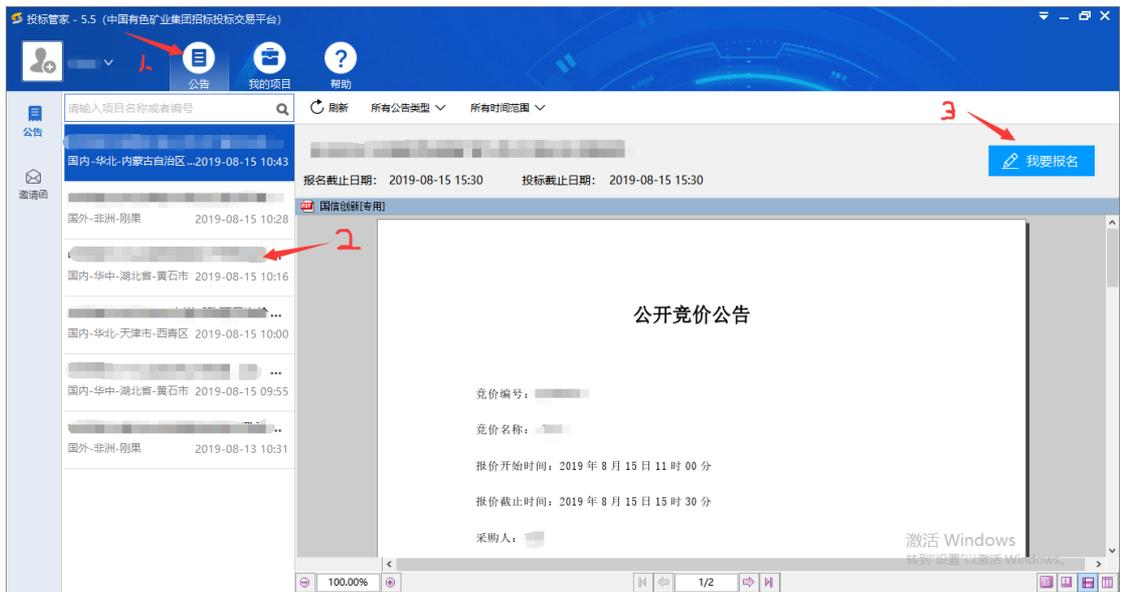 投标管家 - 5.5（中国有色矿业集团招标投标交易平台）
1
公告
我的项目
帮助
公告
邀请函
请输入项目名称或者编号
刷新
所有公告类型
所有时间范围
3
国内-华北-内蒙古自治区...2019-08-15 10:43
报名截止日期： 2019-08-15 15:30
投标截止日期： 2019-08-15 15:30
我要报名
国信创新[专用]
国外-非洲-刚果 2019-08-15 10:28
2
国内-华中-湖北省-黄石市 2019-08-15 10:16
...
国内-华北-天津市-西青区 2019-08-15 10:00
...
国内-华中-湖北省-黄石市 2019-08-15 09:55
国外-非洲-刚果 2019-08-13 10:31
公开竞价公告
竞价编号：
竞价名称：
报价开始时间：2019 年 8 月 15 日 11 时 00 分
报价截止时间：2019 年 8 月 15 日 15 时 30 分
采购人：
激活 Windows
转到"设置"以激活 Windows。
100.00%
1/2